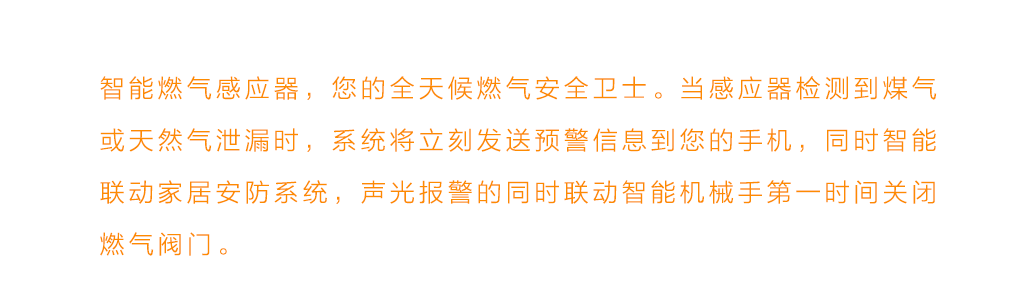 智能燃气感应器，您的全天候燃气安全卫士。当感应器检测到煤气
或天然气泄漏时，系统将立刻发送预警信息到您的手机，同时智能
联动家居安防系统，声光报警的同时联动智能机械手第一时间关闭
燃气阀门。